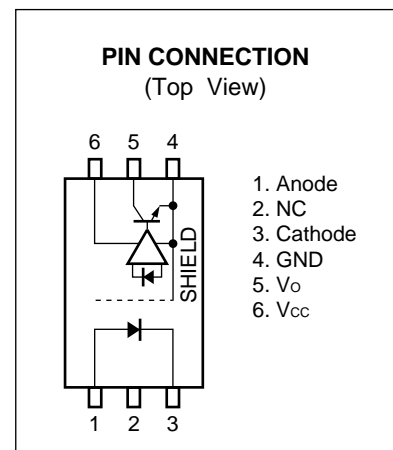 PIN CONNECTION
(Top View)
6 5 4
SHIELD
1 2 3
1. Anode
2. NC
3. Cathode
4. GND
5. Vo
6. Vcc